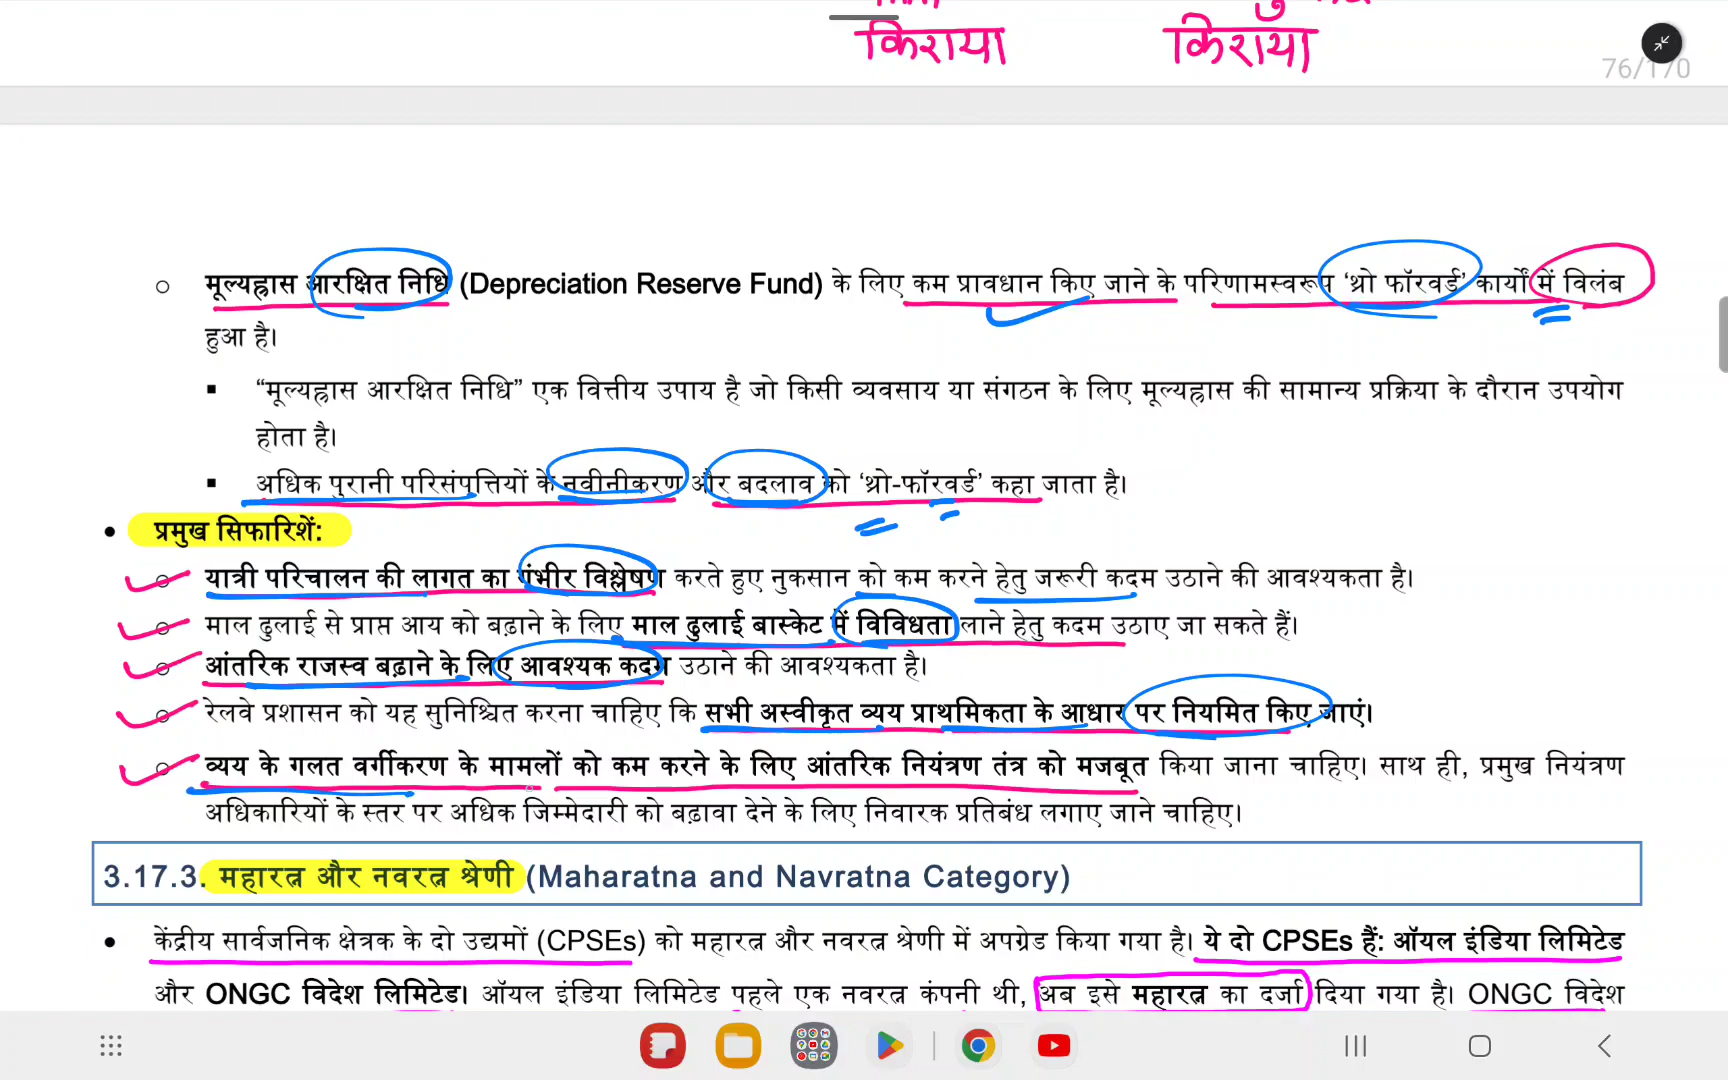 किराया किराया
76/170
मूल्यह्रास आरक्षित निधि (Depreciation Reserve Fund) के लिए कम प्रावधान किए जाने के परिणामस्वरूप 'थ्रो फॉरवर्ड' कार्यों में विलंब
हुआ है।
“मूल्यह्रास आरक्षित निधि” एक वित्तीय उपाय है जो किसी व्यवसाय या संगठन के लिए मूल्यह्रास की सामान्य प्रक्रिया के दौरान उपयोग
होता है।
अधिक पुरानी परिसंपत्तियों के नवीनीकरण और बदलाव को 'थ्रो-फॉरवर्ड' कहा जाता है।
प्रमुख सिफारिशें:
यात्री परिचालन की लागत का गंभीर विश्लेषण करते हुए नुकसान को कम करने हेतु जरूरी कदम उठाने की आवश्यकता है।
माल ढुलाई से प्राप्त आय को बढ़ाने के लिए माल ढुलाई बास्केट में विविधता लाने हेतु कदम उठाए जा सकते हैं।
आंतरिक राजस्व बढ़ाने के लिए आवश्यक कदम उठाने की आवश्यकता है।
रेलवे प्रशासन को यह सुनिश्चित करना चाहिए कि सभी अस्वीकृत व्यय प्राथमिकता के आधार पर नियमित किए जाएं।
व्यय के गलत वर्गीकरण के मामलों को कम करने के लिए आंतरिक नियंत्रण तंत्र को मजबूत किया जाना चाहिए। साथ ही, प्रमुख नियंत्रण
अधिकारियों के स्तर पर अधिक जिम्मेदारी को बढ़ावा देने के लिए निवारक प्रतिबंध लगाए जाने चाहिए।
3.17.3. महारत्न और नवरत्न श्रेणी (Maharatna and Navratna Category)
केंद्रीय सार्वजनिक क्षेत्रक के दो उद्यमों (CPSEs) को महारत्न और नवरत्न श्रेणी में अपग्रेड किया गया है। ये दो CPSEs हैं: ऑयल इंडिया लिमिटेड
और ONGC विदेश लिमिटेड। ऑयल इंडिया लिमिटेड पहले एक नवरत्न कंपनी थी, अब इसे महारत्न का दर्जा दिया गया है। ONGC विदेश